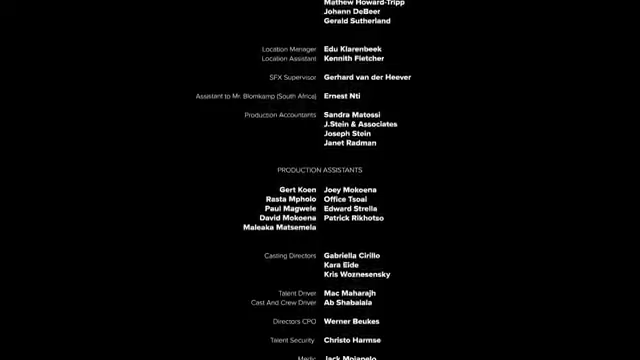 Mathew Howard-Tripp
Johann DeBeer
Gerald Sutherland
Location Manager Edu Klarenbeek
Location Assistant Kennith Fletcher
SFX Supervisor Gerhard van der Heever
Assistant to Mr. Blomkamp (South Africa) Ernest Nti
Production Accountants Sandra Matossi
J.Stein & Associates
Joseph Stein
Janet Radman
PRODUCTION ASSISTANTS
Gert Koen Joey Mokoena
Rasta Mpholo Office Tsoai
Paul Magwele Edward Strella
David Mokoena Patrick Rikhotso
Maleaka Matsemela
Casting Directors Gabriella Cirillo
Kara Eide
Kris Woznesensky
Talent Driver Mac Maharajh
Cast And Crew Driver Ab Shabalala
Directors CPO Werner Beukes
Talent Security Christo Harmse
Medic Jack Mojapelo